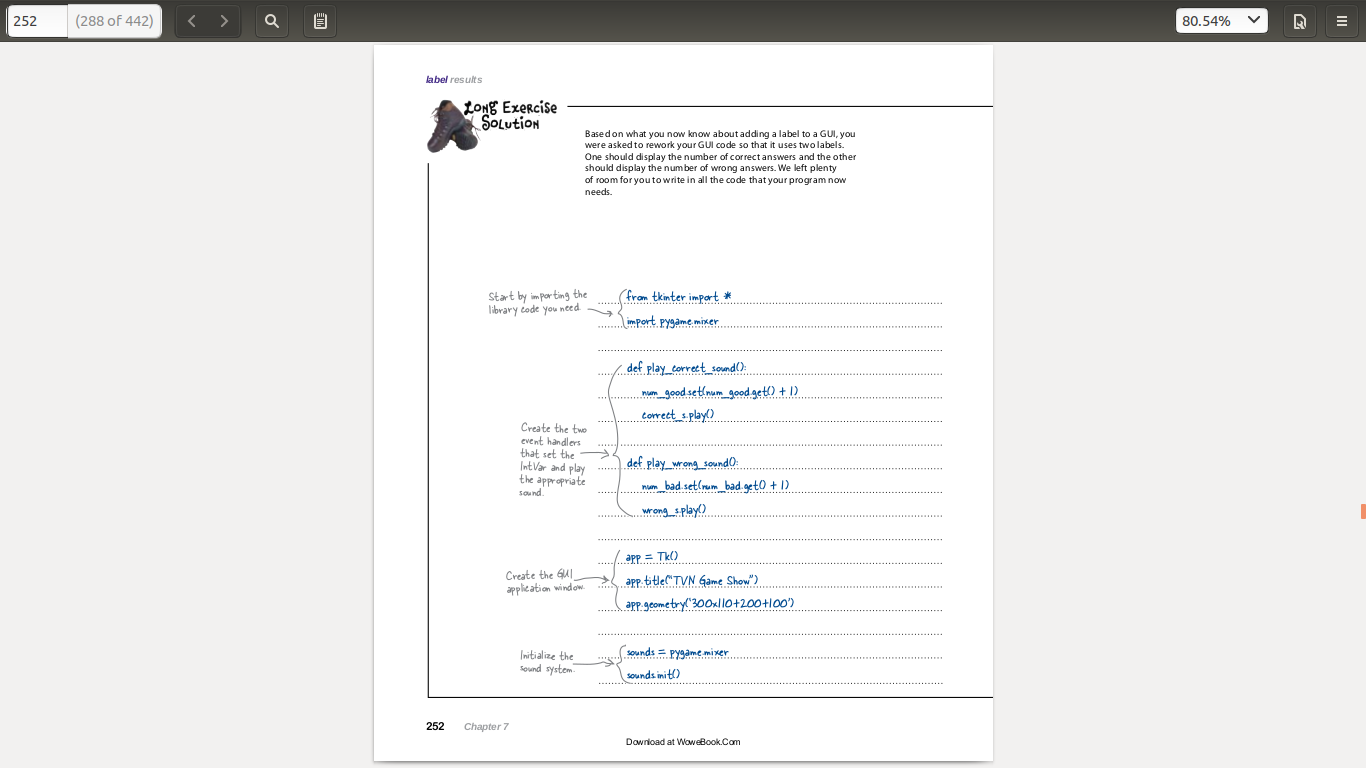 252 (288 of 442) 80.54%
label results
Long Exercise
Solution
Based on what you now know about adding a label to a GUI, you
were asked to rework your GUI code so that it uses two labels.
One should display the number of correct answers and the other
should display the number of wrong answers. We left plenty
of room for you to write in all the code that your program now
needs.
Start by importing the
library code you need.
from tkinter import *
import pygame.mixer
def play_correct_sound():
num_good.set(num_good.get() + 1)
correct_s.play()
Create the two
event handlers
that set the
IntVar and play
the appropriate
sound.
def play_wrong_sound():
num_bad.set(num_bad.get() + 1)
wrong_s.play()
Create the GUI
application window.
app = Tk()
app.title("TVN Game Show")
app.geometry('300x110+200+100')
Initialize the
sound system.
sounds = pygame.mixer
sounds.init()
252 Chapter 7
Download at WoweBook.Com